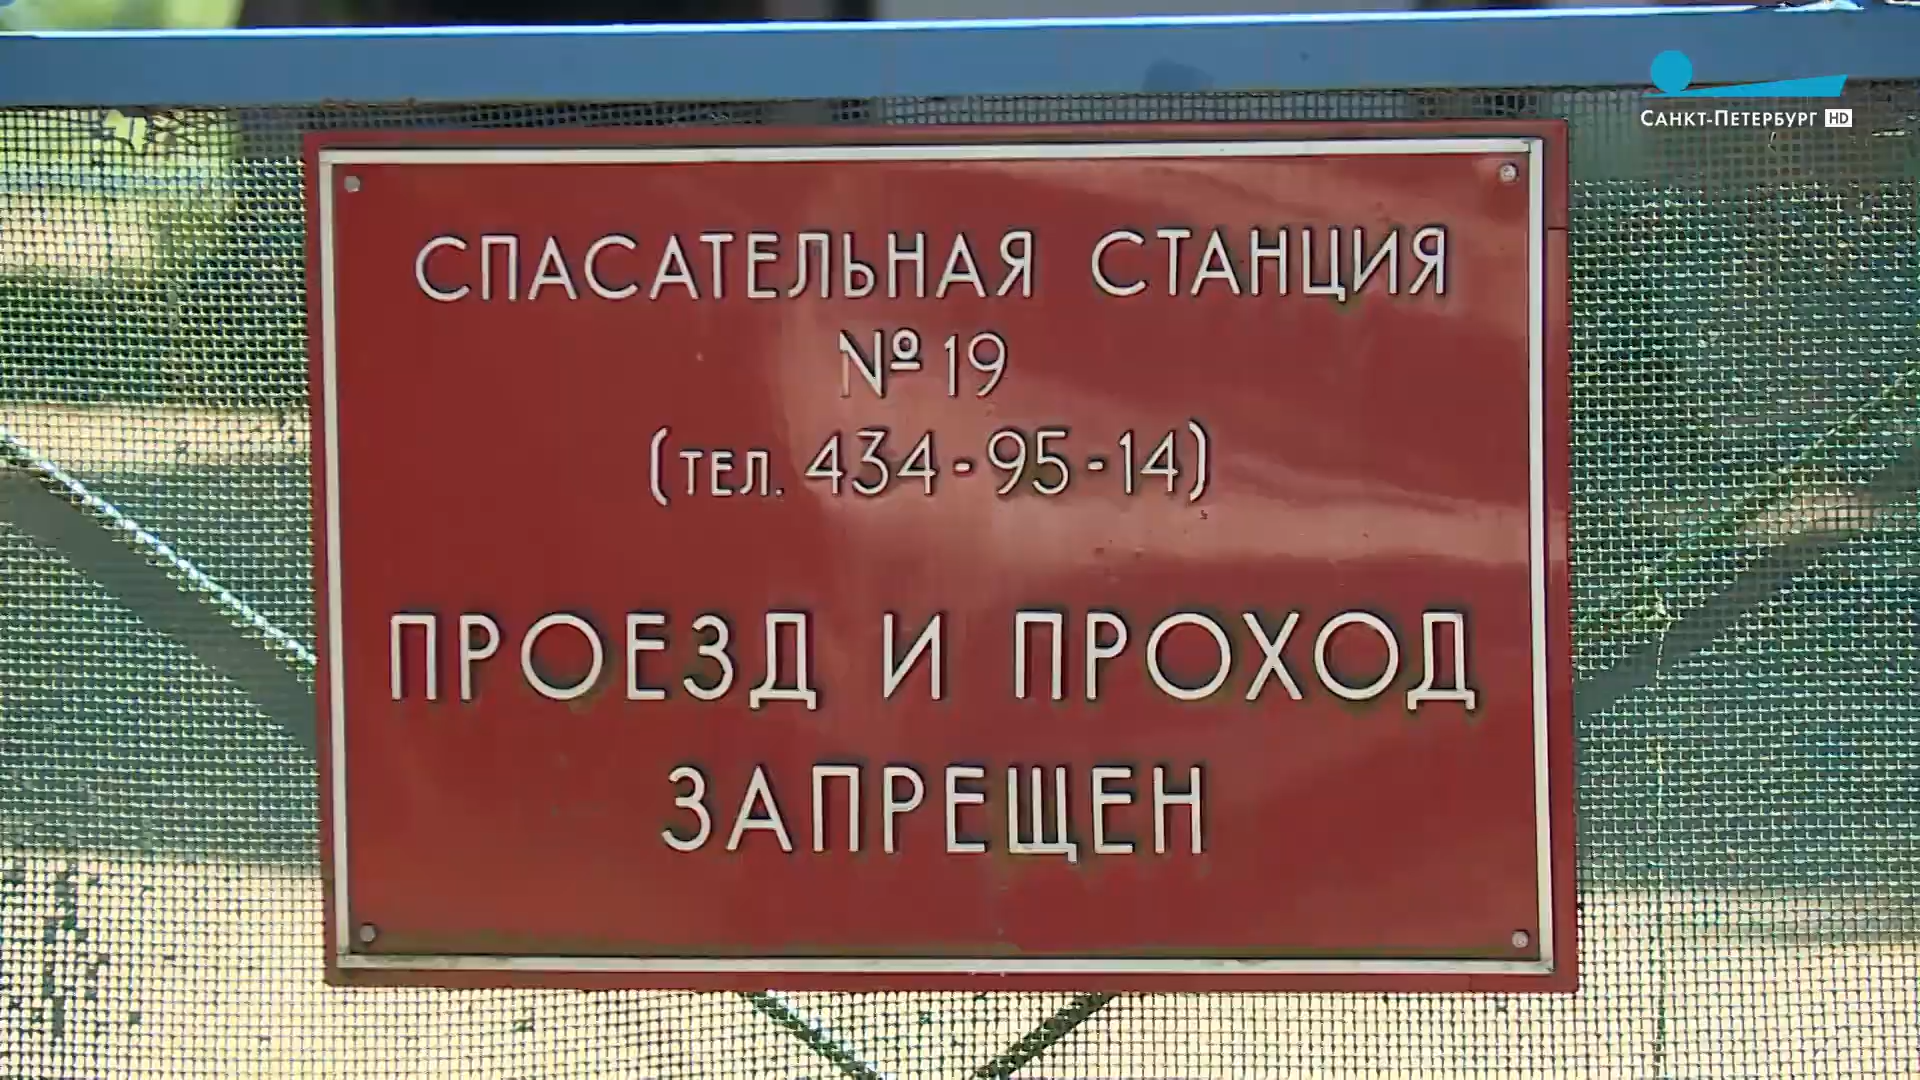 САНКТ-ПЕТЕРБУРГ HD
СПАСАТЕЛЬНАЯ СТАНЦИЯ
№ 19
(ТЕЛ. 434-95-14)
ПРОЕЗД И ПРОХОД
ЗАПРЕЩЕН